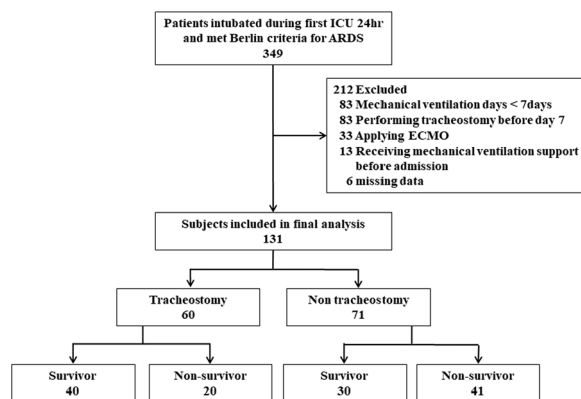 Patients intubated during first ICU 24hr
and met Berlin criteria for ARDS
349
212 Excluded
83 Mechanical ventilation days < 7days
83 Performing tracheostomy before day 7
33 Applying ECMO
13 Receiving mechanical ventilation support
before admission
6 missing data
Subjects included in final analysis
131
Tracheostomy
60
Non tracheostomy
71
Survivor
40
Non-survivor
20
Survivor
30
Non-survivor
41